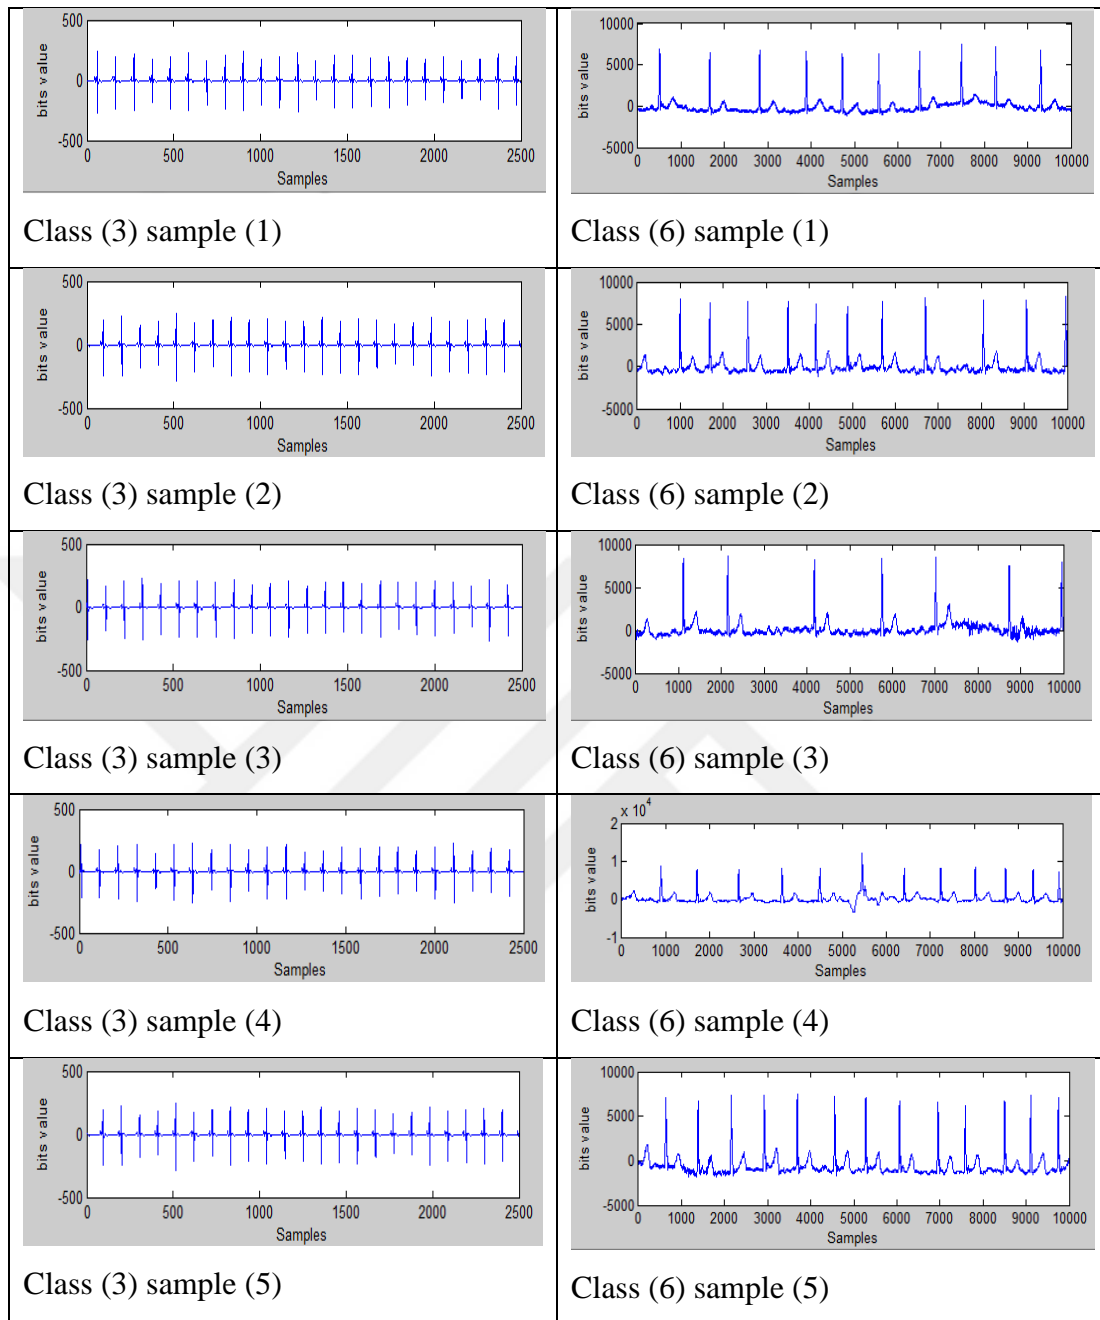 500
0
-500
bits value
0 500 1000 1500 2000 2500
Samples
Class (3) sample (1)
10000
5000
0
-5000
bits value
0 1000 2000 3000 4000 5000 6000 7000 8000 9000 10000
Samples
Class (6) sample (1)
500
0
-500
bits value
0 500 1000 1500 2000 2500
Samples
Class (3) sample (2)
10000
5000
0
-5000
bits value
0 1000 2000 3000 4000 5000 6000 7000 8000 9000 10000
Samples
Class (6) sample (2)
500
0
-500
bits value
0 500 1000 1500 2000 2500
Samples
Class (3) sample (3)
10000
5000
0
-5000
bits value
0 1000 2000 3000 4000 5000 6000 7000 8000 9000 10000
Samples
Class (6) sample (3)
500
0
-500
bits value
0 500 1000 1500 2000 2500
Samples
Class (3) sample (4)
x 10^4
2
1
0
-1
bits value
0 1000 2000 3000 4000 5000 6000 7000 8000 9000 10000
Samples
Class (6) sample (4)
500
0
-500
bits value
0 500 1000 1500 2000 2500
Samples
Class (3) sample (5)
10000
5000
0
-5000
bits value
0 1000 2000 3000 4000 5000 6000 7000 8000 9000 10000
Samples
Class (6) sample (5)